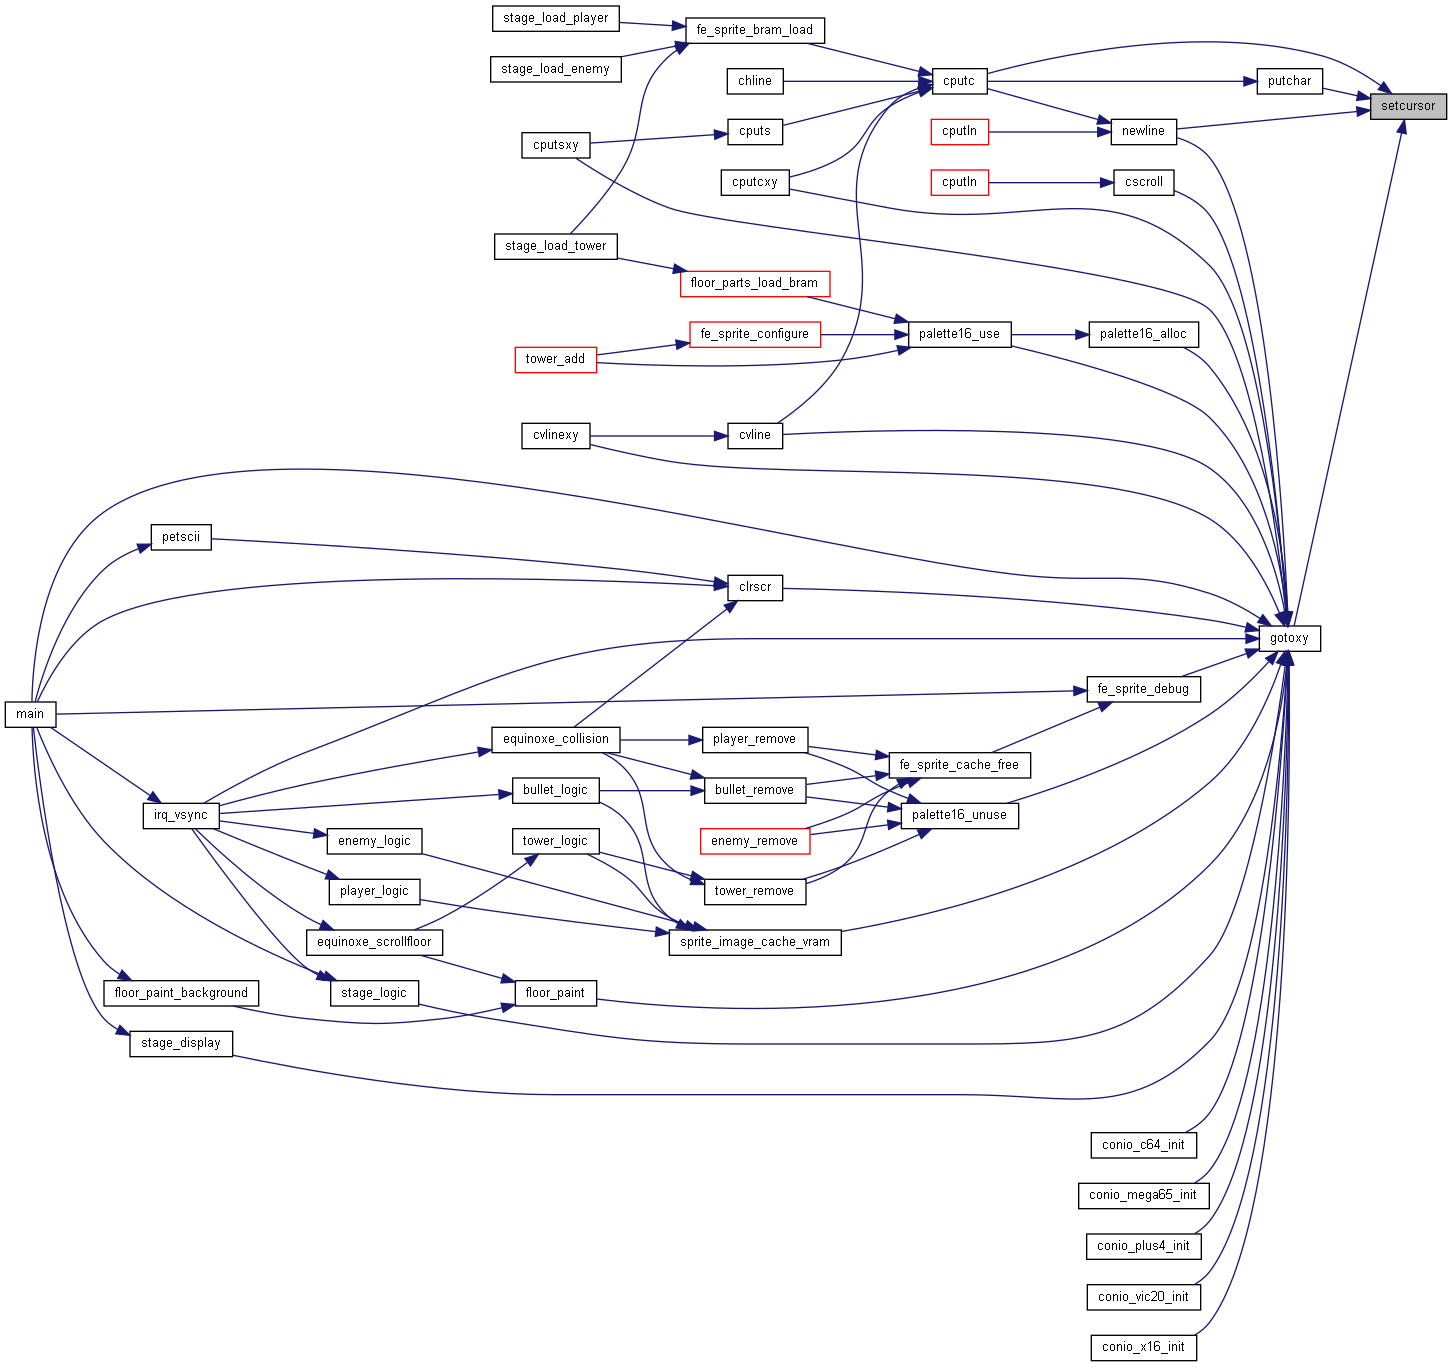 stage_load_player
fe_sprite_bram_load
stage_load_enemy
chline
cputc
putchar
setcursor
cputs
cputln
newline
cputsxy
cputcxy
cputln
cscroll
stage_load_tower
floor_parts_load_bram
fe_sprite_configure
palette16_use
palette16_alloc
tower_add
cvlinexy
cvline
petscii
clrscr
gotoxy
fe_sprite_debug
main
equinoxe_collision
player_remove
fe_sprite_cache_free
bullet_logic
bullet_remove
irq_vsync
palette16_unuse
enemy_logic
tower_logic
enemy_remove
player_logic
tower_remove
equinoxe_scrollfloor
sprite_image_cache_vram
floor_paint_background
stage_logic
floor_paint
stage_display
conio_c64_init
conio_mega65_init
conio_plus4_init
conio_vic20_init
conio_x16_init